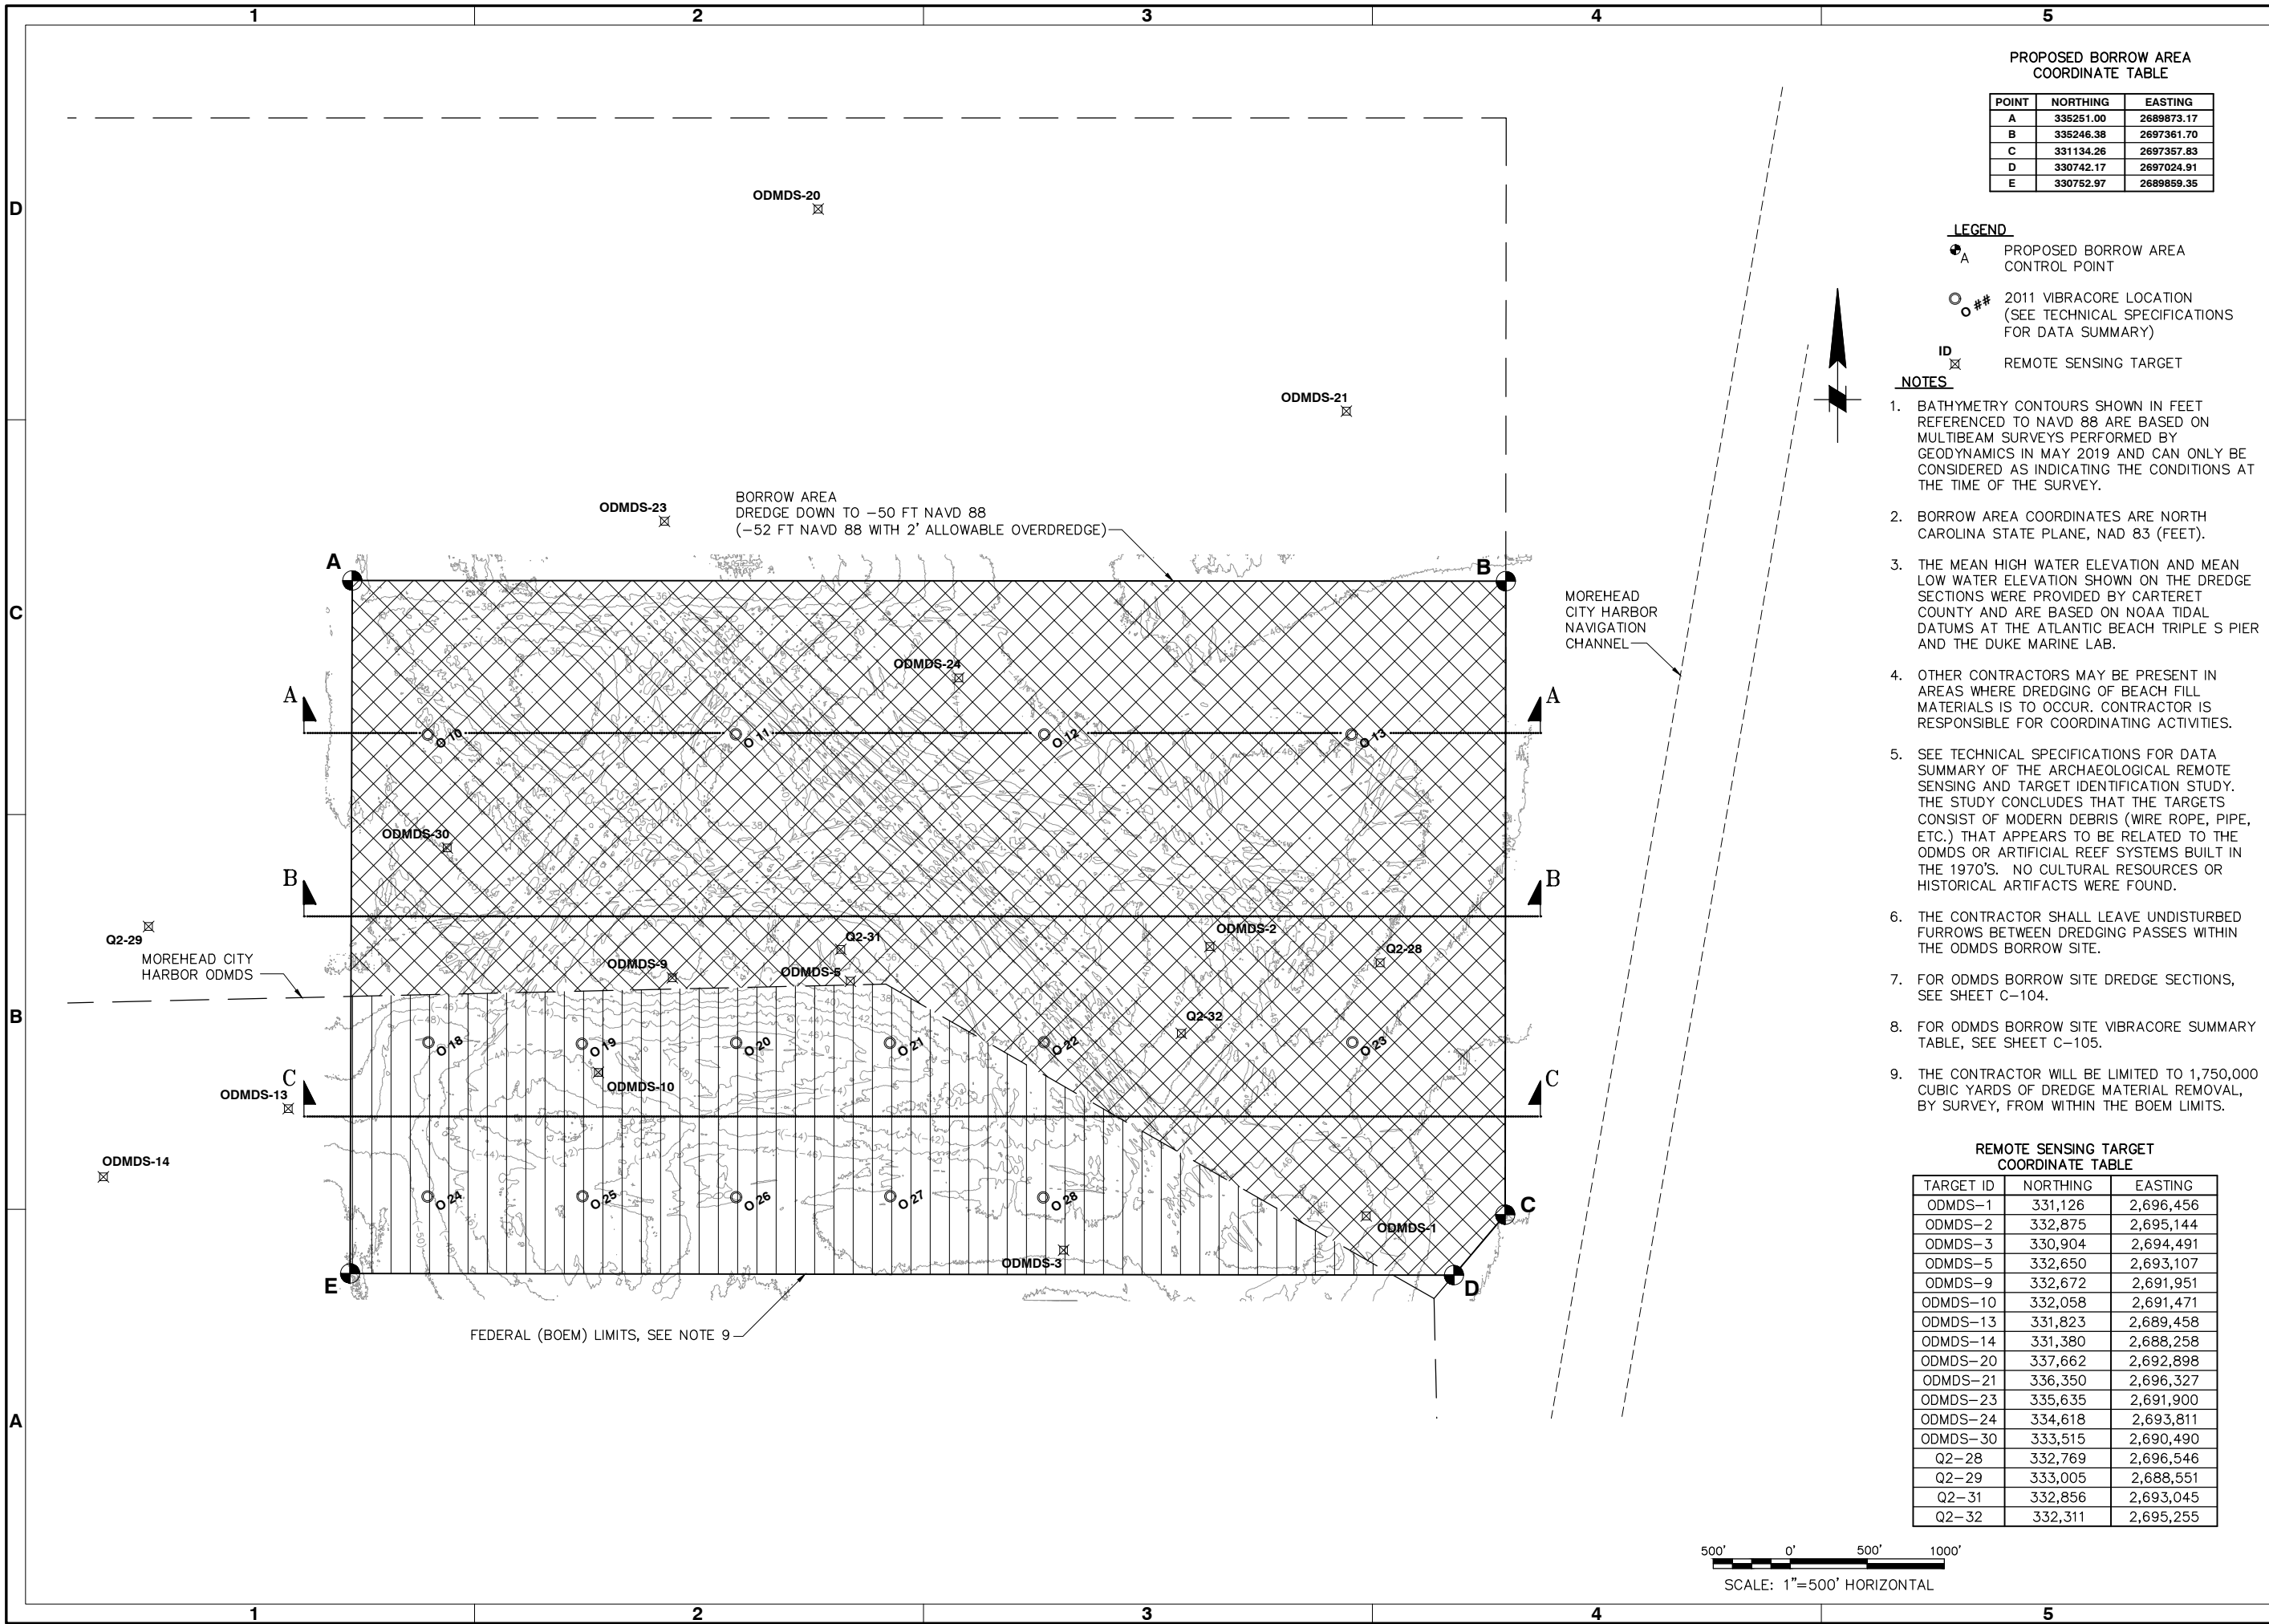 1 2 3 4 5
D
C
B
A
PROPOSED BORROW AREA
COORDINATE TABLE
POINT NORTHING EASTING
A 335251.00 2689873.17
B 335246.38 2697361.70
C 331134.26 2697357.83
D 330742.17 2697024.91
E 330752.97 2689859.35
LEGEND
A PROPOSED BORROW AREA
CONTROL POINT
O ## 2011 VIBRACORE LOCATION
(SEE TECHNICAL SPECIFICATIONS
FOR DATA SUMMARY)
ID
REMOTE SENSING TARGET
NOTES
1. BATHYMETRY CONTOURS SHOWN IN FEET
REFERENCED TO NAVD 88 ARE BASED ON
MULTIBEAM SURVEYS PERFORMED BY
GEODYNAMICS IN MAY 2019 AND CAN ONLY BE
CONSIDERED AS INDICATING THE CONDITIONS AT
THE TIME OF THE SURVEY.
2. BORROW AREA COORDINATES ARE NORTH
CAROLINA STATE PLANE, NAD 83 (FEET).
3. THE MEAN HIGH WATER ELEVATION AND MEAN
LOW WATER ELEVATION SHOWN ON THE DREDGE
SECTIONS WERE PROVIDED BY CARTERET
COUNTY AND ARE BASED ON NOAA TIDAL
DATUMS AT THE ATLANTIC BEACH TRIPLE S PIER
AND THE DUKE MARINE LAB.
4. OTHER CONTRACTORS MAY BE PRESENT IN
AREAS WHERE DREDGING OF BEACH FILL
MATERIALS IS TO OCCUR. CONTRACTOR IS
RESPONSIBLE FOR COORDINATING ACTIVITIES.
5. SEE TECHNICAL SPECIFICATIONS FOR DATA
SUMMARY OF THE ARCHAEOLOGICAL REMOTE
SENSING AND TARGET IDENTIFICATION STUDY.
THE STUDY CONCLUDES THAT THE TARGETS
CONSIST OF MODERN DEBRIS (WIRE ROPE, PIPE,
ETC.) THAT APPEARS TO BE RELATED TO THE
ODMDS OR ARTIFICIAL REEF SYSTEMS BUILT IN
THE 1970'S. NO CULTURAL RESOURCES OR
HISTORICAL ARTIFACTS WERE FOUND.
6. THE CONTRACTOR SHALL LEAVE UNDISTURBED
FURROWS BETWEEN DREDGING PASSES WITHIN
THE ODMDS BORROW SITE.
7. FOR ODMDS BORROW SITE DREDGE SECTIONS,
SEE SHEET C-104.
8. FOR ODMDS BORROW SITE VIBRACORE SUMMARY
TABLE, SEE SHEET C-105.
9. THE CONTRACTOR WILL BE LIMITED TO 1,750,000
CUBIC YARDS OF DREDGE MATERIAL REMOVAL,
BY SURVEY, FROM WITHIN THE BOEM LIMITS.
REMOTE SENSING TARGET
COORDINATE TABLE
TARGET ID NORTHING EASTING
ODMDS-1 331,126 2,696,456
ODMDS-2 332,875 2,695,144
ODMDS-3 330,904 2,694,491
ODMDS-5 332,650 2,693,107
ODMDS-9 332,672 2,691,951
ODMDS-10 332,058 2,691,471
ODMDS-13 331,823 2,689,458
ODMDS-14 331,380 2,688,258
ODMDS-20 337,662 2,692,898
ODMDS-21 336,350 2,696,327
ODMDS-23 335,635 2,691,900
ODMDS-24 334,618 2,693,811
ODMDS-30 333,515 2,690,490
Q2-28 332,769 2,696,546
Q2-29 333,005 2,688,551
Q2-31 332,856 2,693,045
Q2-32 332,311 2,695,255
500' 0' 500' 1000'
SCALE: 1"=500' HORIZONTAL
ODMDS-20
ODMDS-21
ODMDS-23
BORROW AREA
DREDGE DOWN TO -50 FT NAVD 88
(-52 FT NAVD 88 WITH 2' ALLOWABLE OVERDREDGE)
A B
MOREHEAD
CITY HARBOR
NAVIGATION
CHANNEL
ODMDS-24
A A
O 10 O 11 O 12 O 13
ODMDS-30
B B
Q2-29
MOREHEAD CITY
HARBOR ODMDS
Q2-31
ODMDS-2
Q2-28
ODMDS-9
ODMDS-5
Q2-32
O 18 O 19 O 20 O 21 O 22 O 23
ODMDS-10
ODMDS-13
C C
ODMDS-14
O 24 O 25 O 26 O 27 O 28
C
ODMDS-1
ODMDS-3
E D
FEDERAL (BOEM) LIMITS, SEE NOTE 9
1 2 3 4 5